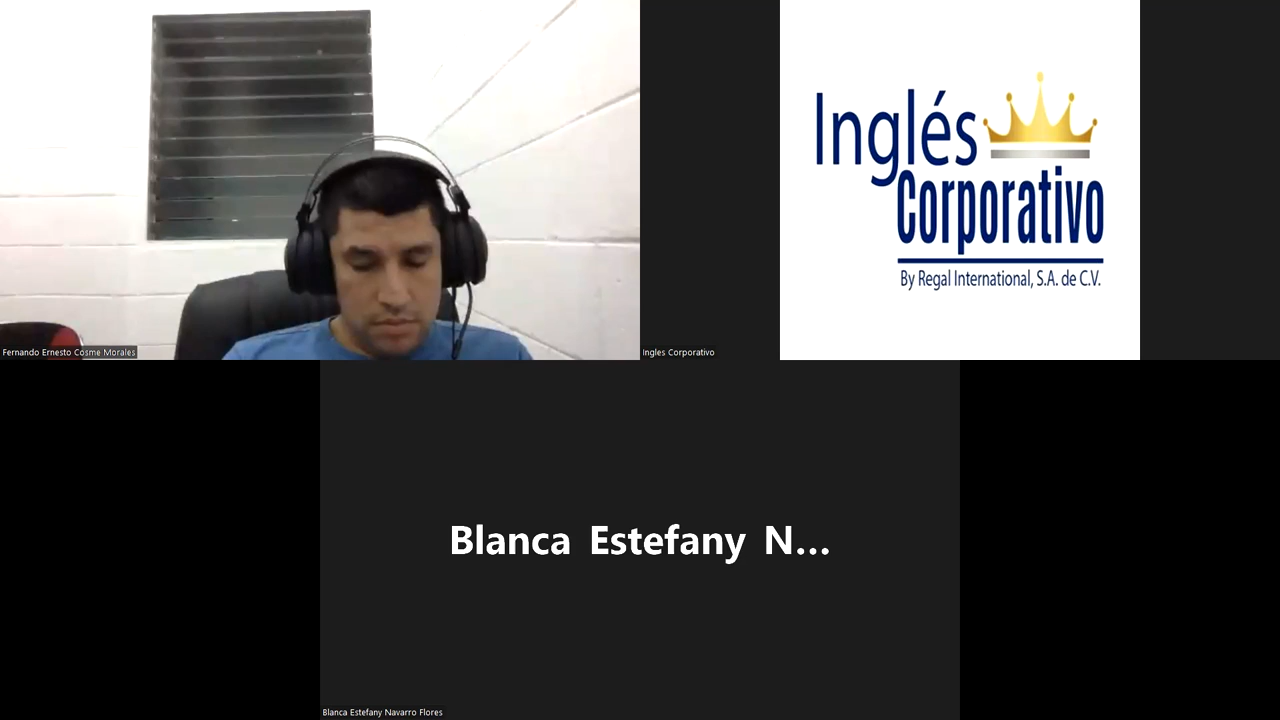 Fernando Ernesto Cosme Morales
Inglés
Corporativo
By Regal International, S.A. de C.V.
Ingles Corporativo
Blanca Estefany N...
Blanca Estefany Navarro Flores